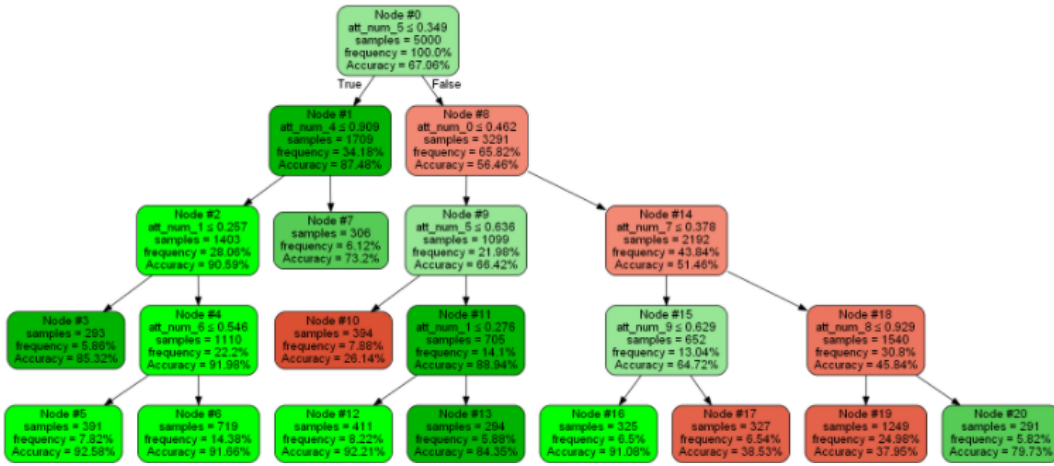 Node #0
att_num_5 ≤ 0.349
samples = 5000
frequency = 100.0%
Accuracy = 67.06%
True
False
Node #1
att_num_4 ≤ 0.909
samples = 1709
frequency = 34.18%
Accuracy = 87.48%
Node #8
att_num_0 ≤ 0.462
samples = 3291
frequency = 65.82%
Accuracy = 56.46%
Node #2
att_num_1 ≤ 0.257
samples = 1403
frequency = 28.06%
Accuracy = 90.59%
Node #7
samples = 306
frequency = 6.12%
Accuracy = 73.2%
Node #9
att_num_5 ≤ 0.636
samples = 1099
frequency = 21.98%
Accuracy = 66.42%
Node #14
att_num_7 ≤ 0.378
samples = 2192
frequency = 43.84%
Accuracy = 51.46%
Node #3
samples = 293
frequency = 5.86%
Accuracy = 85.32%
Node #4
att_num_6 ≤ 0.546
samples = 1110
frequency = 22.2%
Accuracy = 91.98%
Node #10
samples = 394
frequency = 7.88%
Accuracy = 26.14%
Node #11
att_num_1 ≤ 0.276
samples = 705
frequency = 14.1%
Accuracy = 88.94%
Node #15
att_num_9 ≤ 0.629
samples = 652
frequency = 13.04%
Accuracy = 64.72%
Node #18
att_num_8 ≤ 0.929
samples = 1540
frequency = 30.8%
Accuracy = 45.84%
Node #5
samples = 391
frequency = 7.82%
Accuracy = 92.58%
Node #6
samples = 719
frequency = 14.38%
Accuracy = 91.66%
Node #12
samples = 411
frequency = 8.22%
Accuracy = 92.21%
Node #13
samples = 294
frequency = 5.88%
Accuracy = 84.35%
Node #16
samples = 325
frequency = 6.5%
Accuracy = 91.08%
Node #17
samples = 327
frequency = 6.54%
Accuracy = 38.53%
Node #19
samples = 1249
frequency = 24.98%
Accuracy = 37.95%
Node #20
samples = 291
frequency = 5.82%
Accuracy = 79.73%